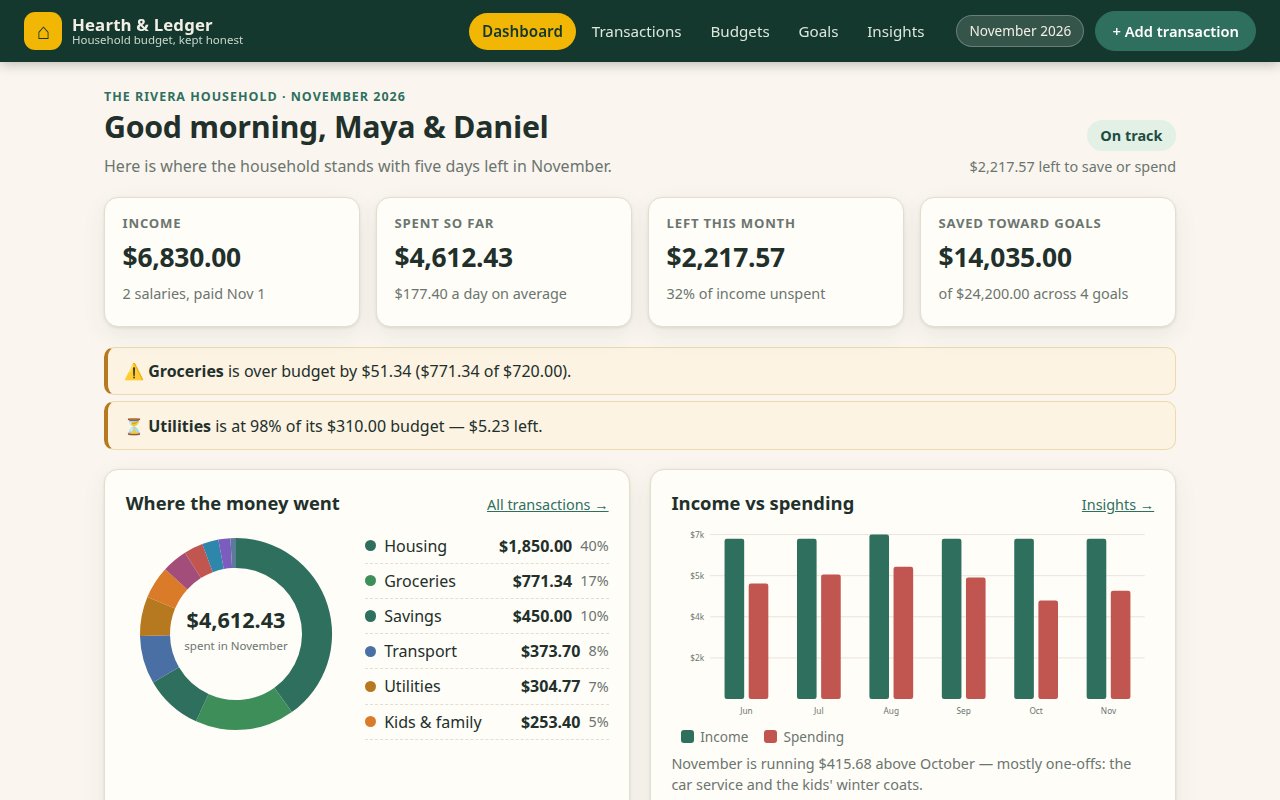 Hearth & Ledger
Household budget, kept honest
Dashboard
Transactions
Budgets
Goals
Insights
November 2026
+ Add transaction
THE RIVERA HOUSEHOLD · NOVEMBER 2026
Good morning, Maya & Daniel
Here is where the household stands with five days left in November.
On track
$2,217.57 left to save or spend
INCOME
$6,830.00
2 salaries, paid Nov 1
SPENT SO FAR
$4,612.43
$177.40 a day on average
LEFT THIS MONTH
$2,217.57
32% of income unspent
SAVED TOWARD GOALS
$14,035.00
of $24,200.00 across 4 goals
⚠️ Groceries is over budget by $51.34 ($771.34 of $720.00).
⏳ Utilities is at 98% of its $310.00 budget — $5.23 left.
Where the money went
All transactions →
$4,612.43
spent in November
Housing $1,850.00 40%
Groceries $771.34 17%
Savings $450.00 10%
Transport $373.70 8%
Utilities $304.77 7%
Kids & family $253.40 5%
Income vs spending
Insights →
$7k
$5k
$4k
$2k
Jun Jul Aug Sep Oct Nov
Income Spending
November is running $415.68 above October — mostly one-offs: the
car service and the kids' winter coats.